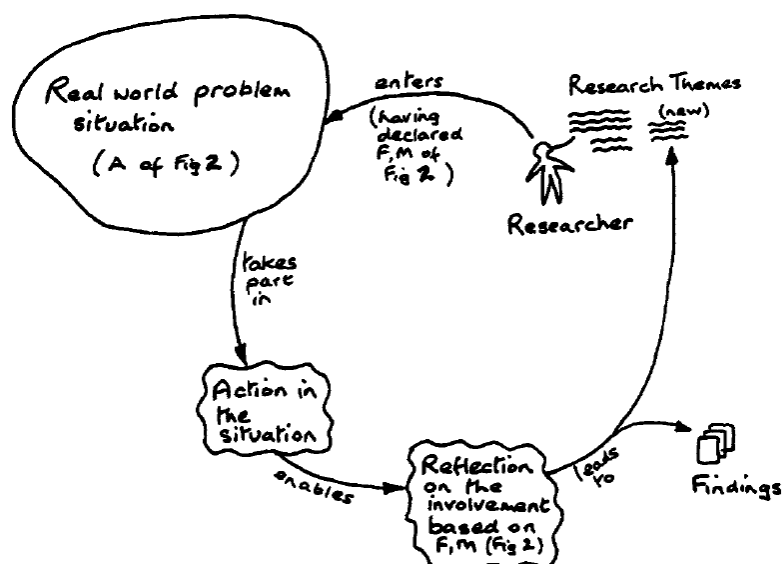 Real world problem
situation
(A of Fig 2)
enters
(having
declared
F, M of
Fig 2)
Research Themes
(new)
Researcher
takes
part
in
Action in
the
situation
enables
Reflection
on the
involvement
based on
F, M (Fig 2)
leads
to
Findings